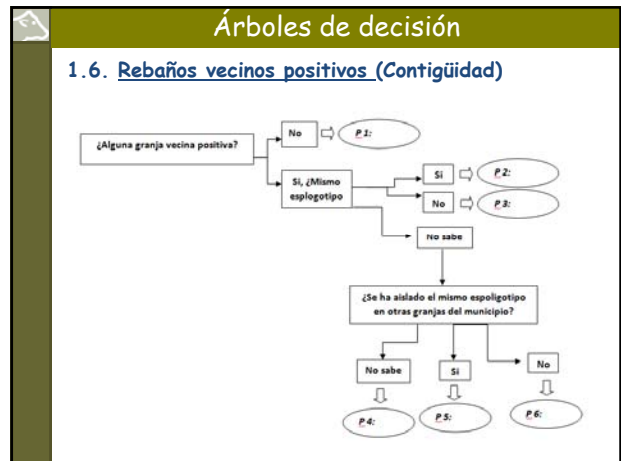 Árboles de decisión
1.6. Rebaños vecinos positivos (Contigüidad)
¿Alguna granja vecina positiva?
No
P 1:
Si, ¿Mismo
esplogotipo
Si
P 2:
No
P 3:
No sabe
¿Se ha aislado el mismo espoligotipo
en otras granjas del municipio?
No sabe
Si
No
P 4:
P 5:
P 6: